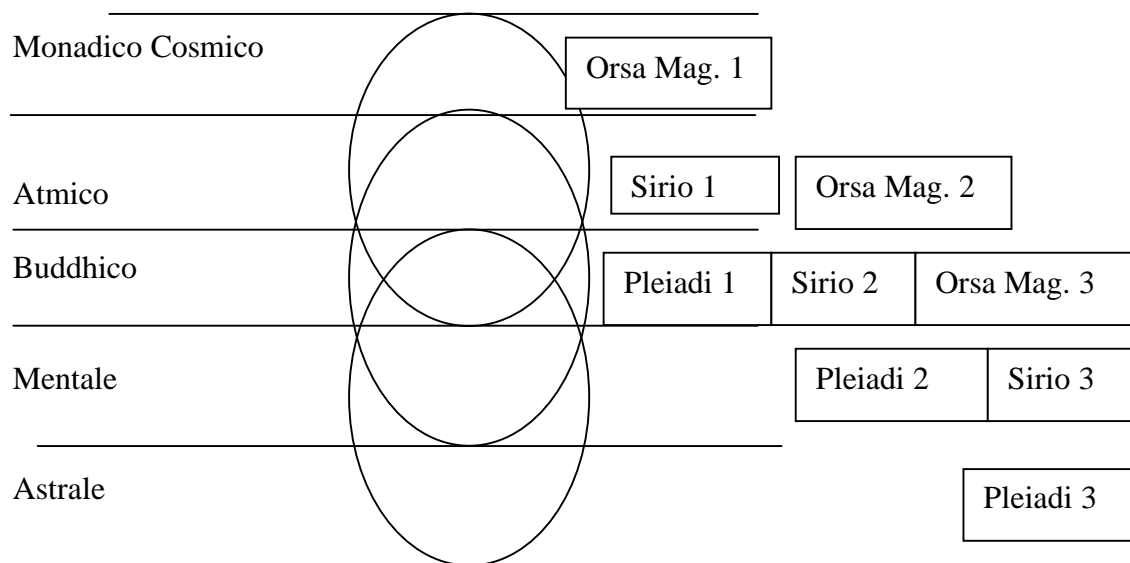 Monadico Cosmico
Orsa Mag. 1
Atmico
Sirio 1
Orsa Mag. 2
Buddhico
Pleiadi 1
Sirio 2
Orsa Mag. 3
Mentale
Pleiadi 2
Sirio 3
Astrale
Pleiadi 3